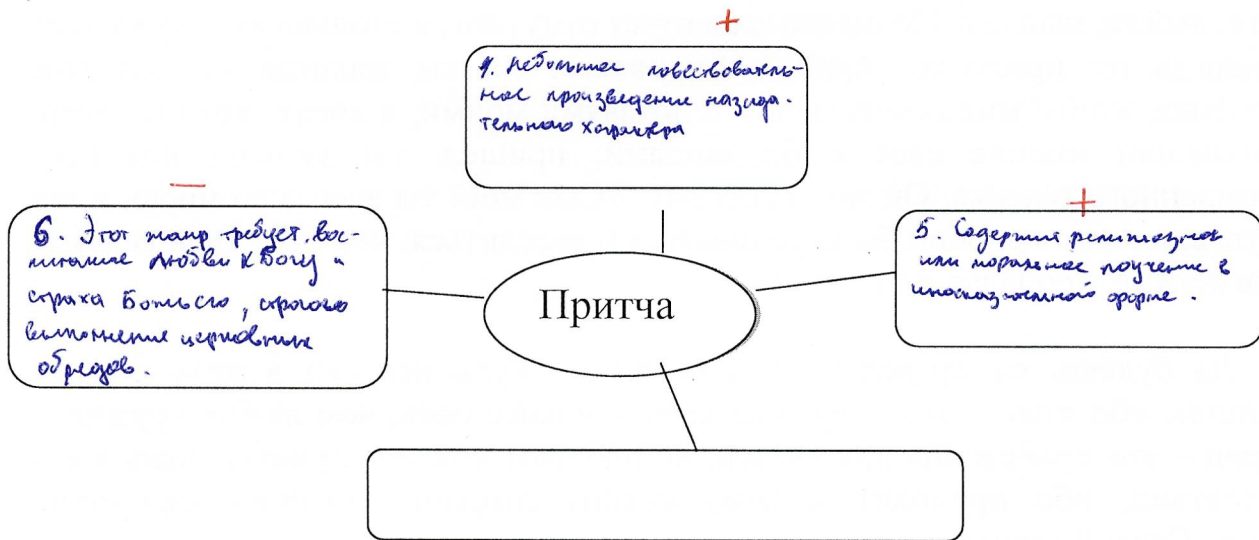 +
1. Небольшое повествователь-
ное произведение назида-
тельного характера
—
6. Этот жанр требует вос-
питание любви к Богу и
страха Божьего, строгого
выполнение церковных
обрядов.
Притча
+
5. Содержит религиозное
или моральное поучение в
иносказательной форме.